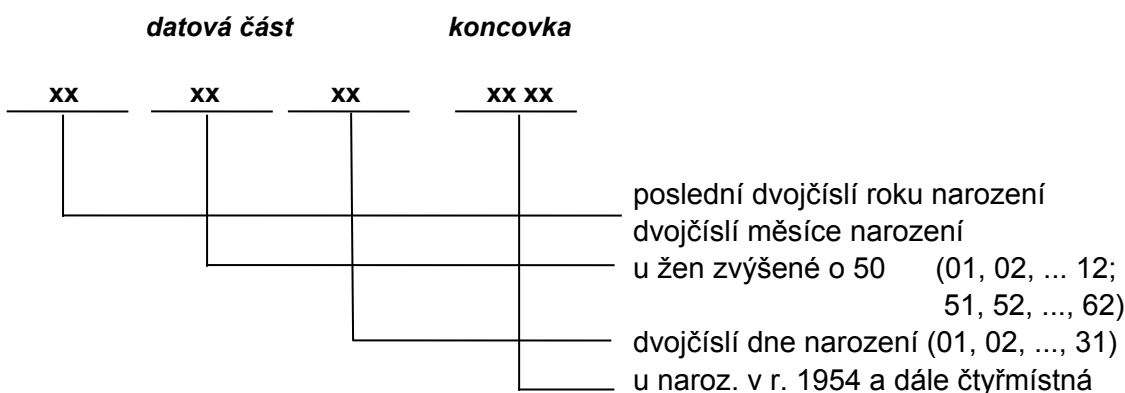 datová část koncovka
xx xx xx xx xx
poslední dvojčíslí roku narození
dvojčíslí měsíce narození
u žen zvýšené o 50 (01, 02, ... 12;
51, 52, ..., 62)
dvojčíslí dne narození (01, 02, ..., 31)
u naroz. v r. 1954 a dále čtyřmístná